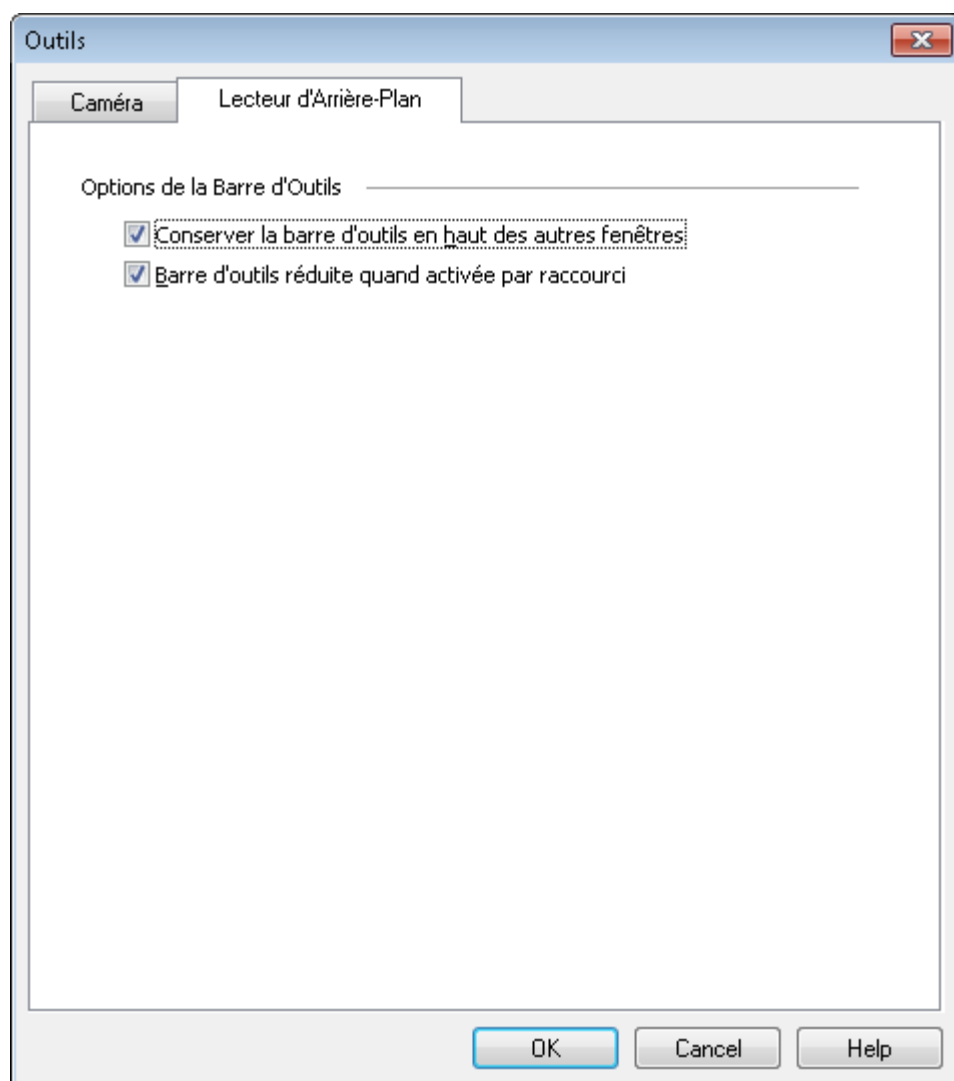 Outils
Caméra
Lecteur d'Arrière-Plan
Options de la Barre d'Outils
Conserver la barre d'outils en haut des autres fenêtres
Barre d'outils réduite quand activée par raccourci
OK
Cancel
Help